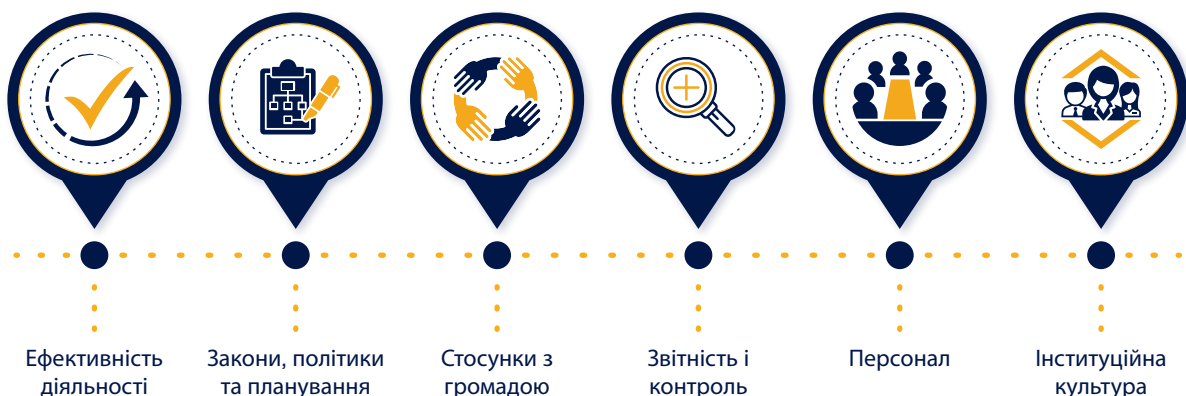 Ефективність
діяльності
Закони, політики
та планування
Стосунки з
громадою
Звітність і
контроль
Персонал
Інституційна
культура